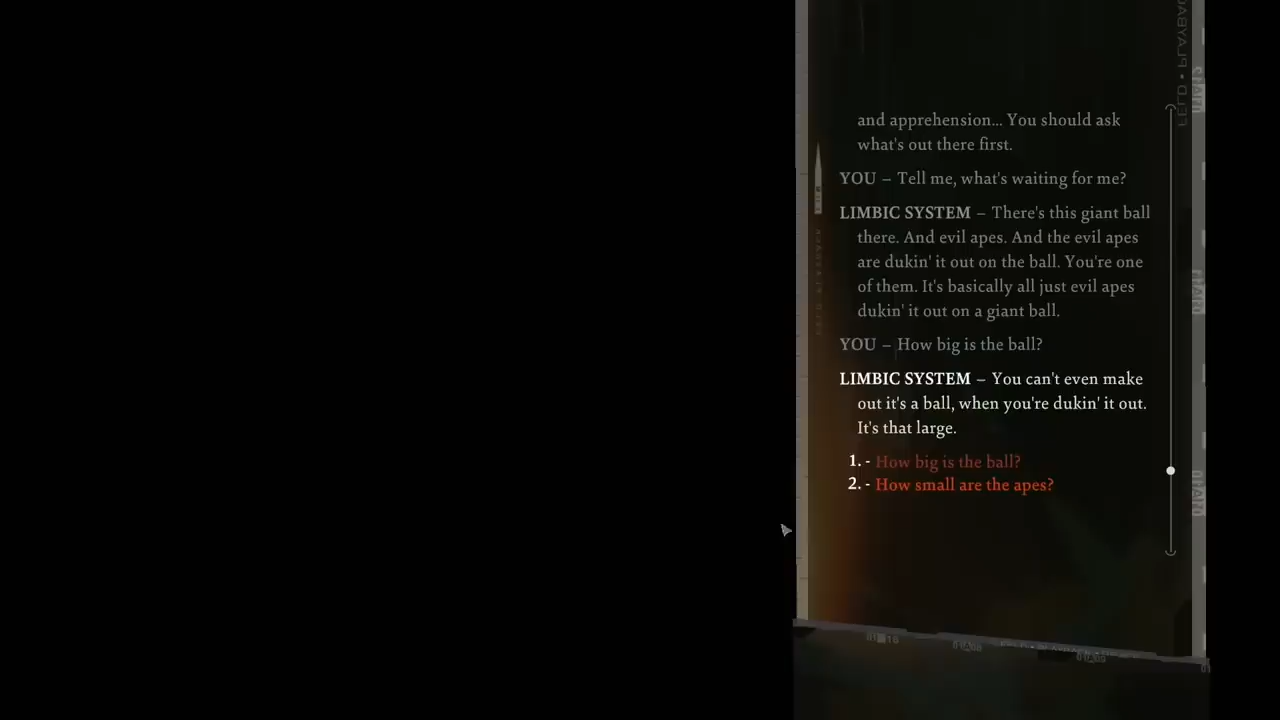 and apprehension... You should ask
what's out there first.
YOU – Tell me, what's waiting for me?
LIMBIC SYSTEM – There's this giant ball
there. And evil apes. And the evil apes
are dukin' it out on the ball. You're one
of them. It's basically all just evil apes
dukin' it out on a giant ball.
YOU – How big is the ball?
LIMBIC SYSTEM – You can't even make
out it's a ball, when you're dukin' it out.
It's that large.
1. - How big is the ball?
2. - How small are the apes?